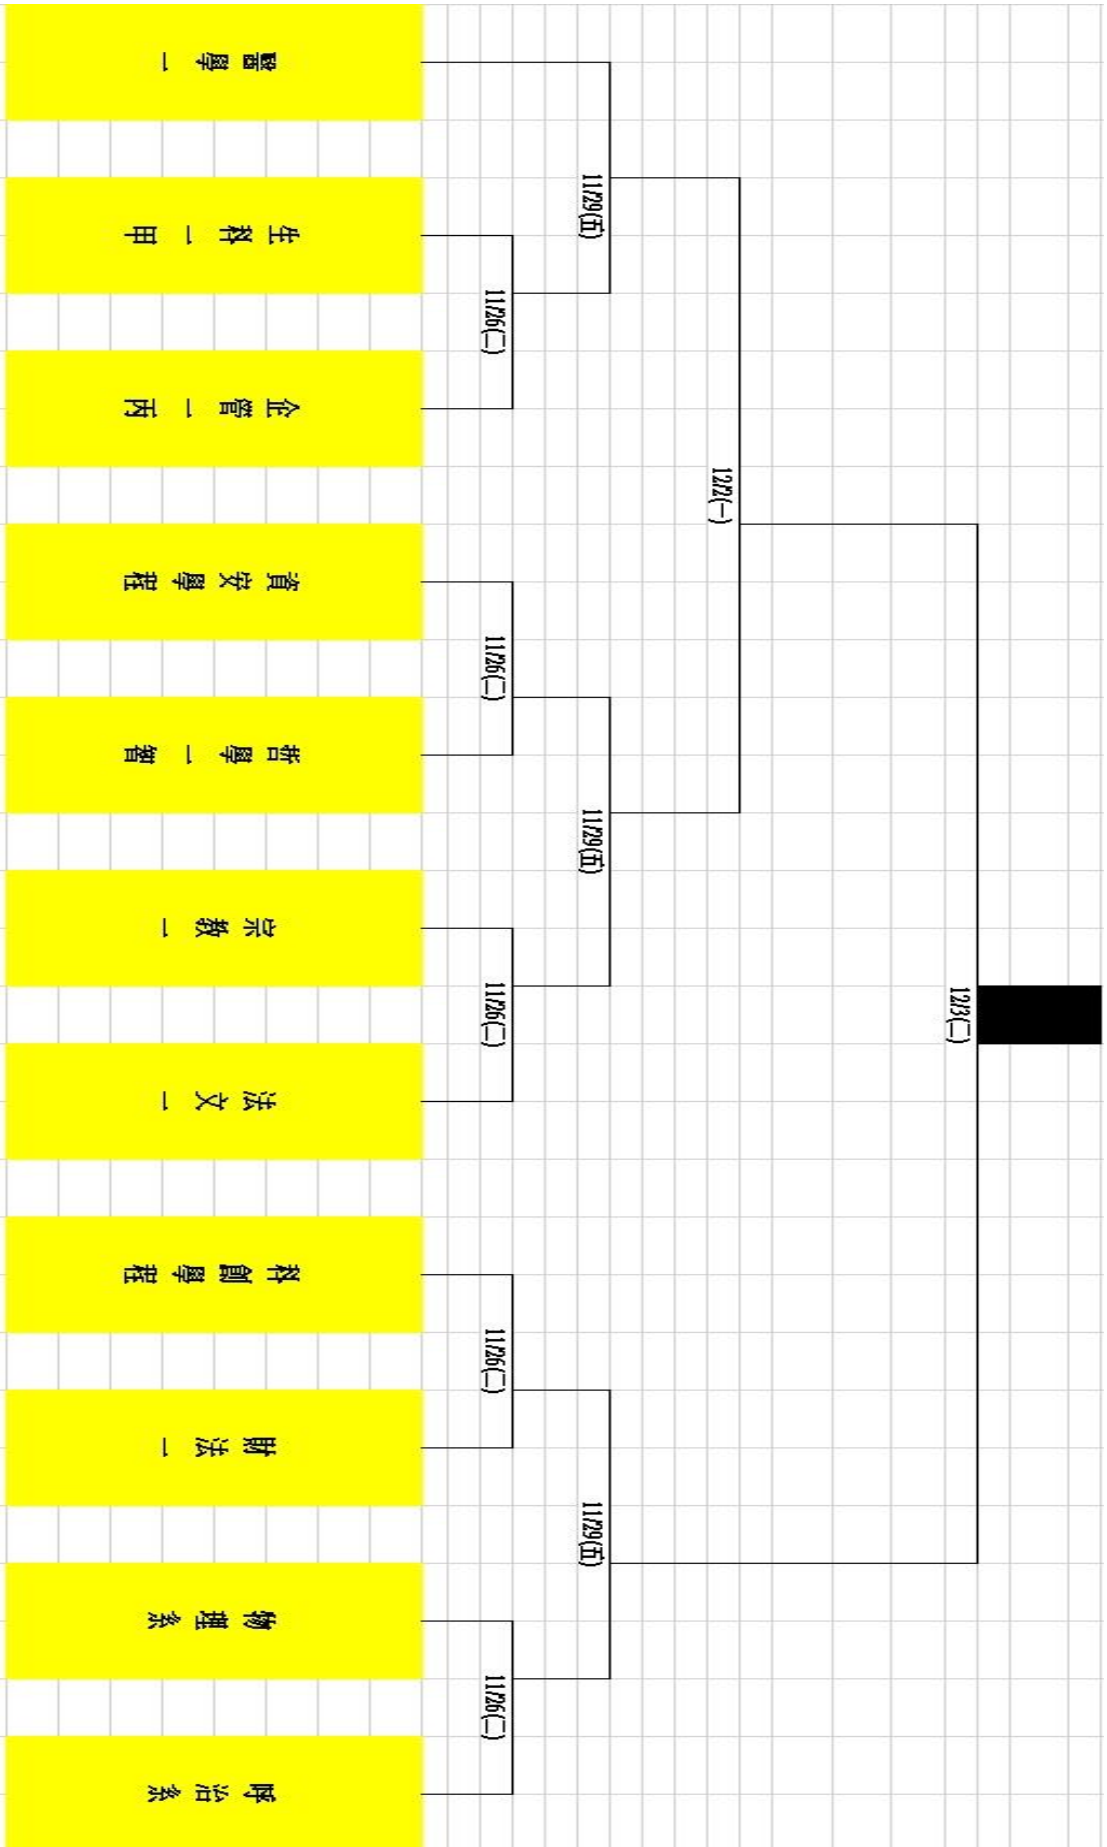 12/3(二)
12/2(一)
11/29(五)
11/29(五)
11/29(五)
11/26(二)
11/26(二)
11/26(二)
11/26(二)
11/26(二)
醫學一
生科一甲
企管一丙
資安學程
哲學一智
宗教一
法文一
科創學程
財法一
物理系
呼治系